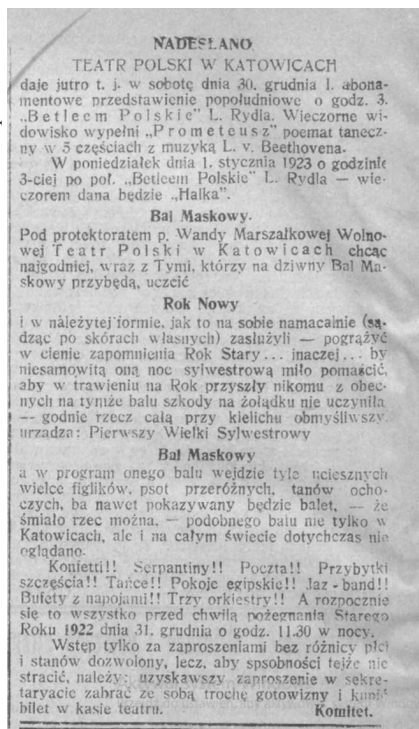 NADESŁANO
TEATR POLSKI W KATOWICACH
daje jutro t. j. w sobotę dnia 30. grudnia I. abona-
mentowe przedstawienie popołudniowe o godz. 3.
„Betleem Polskie" L. Rydla. Wieczorne wi-
dowisko wypełni „Prometeusz" poemat tanecz-
ny w 5 częściach z muzyką L. v. Beethovena.
W poniedziałek dnia 1. stycznia 1923 o godzinie
3-ciej po poł. „Betleem Polskie" L. Rydla — wie-
czorem dana będzie „Halka".
Bal Maskowy.
Pod protektoratem p. Wandy Marszałkowej Wolno-
wej Teatr Polski w Katowicach chcąc
najgodniej, wraz z Tymi, którzy na dziwny Bal Ma-
skowy przybędą, uczcić
Rok Nowy
i w należytej formie, jak to na sobie namacalnie (są-
dząc po skórach własnych) zasłużyli — pogrążyć
w cienie zapomnienia Rok Stary... inaczej... by
niesamowitą oną noc sylwestrową miło pomaścić,
aby w trawieniu na Rok przyszły nikomu z obec-
nych na tymże balu szkody na żołądku nie uczyniła
— godnie rzecz całą przy kielichu obmyśliwszy,
urządza: Pierwszy Wielki Sylwestrowy
Bal Maskowy
a w program onego balu wejdzie tyle uciesznych
wielce figlików, psot przeróżnych, tanów ocho-
czych, ba nawet pokazywany będzie balet, — że
śmiało rzec można, — podobnego balu nie tylko w
Katowicach, ale i na całym świecie dotychczas nie
oglądano.
Konfetti!! Serpantiny!! Poczta!! Przybytki
szczęścia!! Tańce!! Pokoje egipskie!! Jaz-band!!
Bufety z napojami!! Trzy orkiestry!! A rozpocznie
się to wszystko przed chwilą pożegnania Starego
Roku 1922 dnia 31. grudnia o godz. 11.30 w nocy.
Wstęp tylko za zaproszeniami bez różnicy płci
i stanów dozwolony, lecz, aby spsobności tejże nie
stracić, należy: uzyskawszy zaproszenie w sekre-
taryacie zabrać ze sobą trochę gotowizny i kupić
bilet w kasie teatru. Komitet.